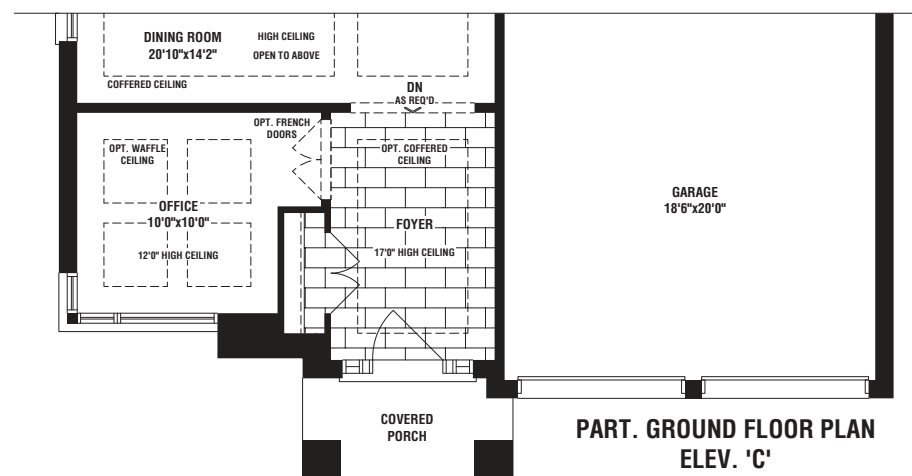 DINING ROOM
20'10"x14'2"
HIGH CEILING
OPEN TO ABOVE
COFFERED CEILING
DN
AS REQ'D
OPT. FRENCH
DOORS
OPT. WAFFLE
CEILING
OPT. COFFERED
CEILING
OFFICE
10'0"x10'0"
12'0" HIGH CEILING
FOYER
17'0" HIGH CEILING
GARAGE
18'6"x20'0"
COVERED
PORCH
PART. GROUND FLOOR PLAN
ELEV. 'C'